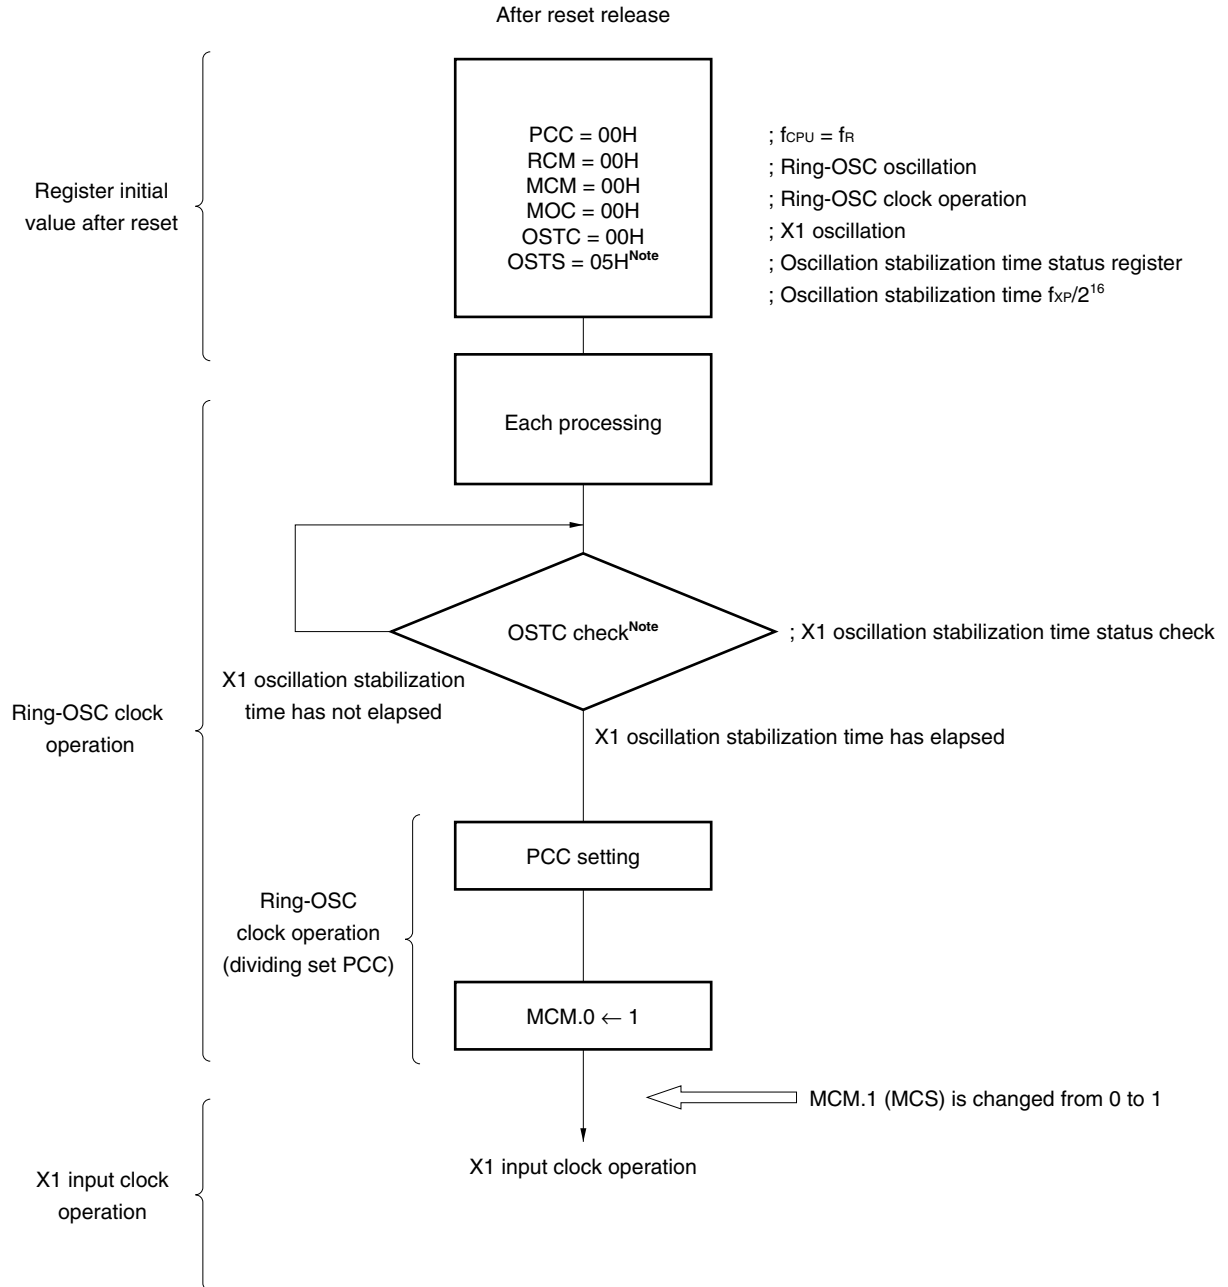 After reset release
Register initial
value after reset
PCC = 00H
RCM = 00H
MCM = 00H
MOC = 00H
OSTC = 00H
OSTS = 05HNote
; fCPU = fR
; Ring-OSC oscillation
; Ring-OSC clock operation
; X1 oscillation
; Oscillation stabilization time status register
; Oscillation stabilization time fXP/2^16
Each processing
OSTC checkNote
; X1 oscillation stabilization time status check
X1 oscillation stabilization
time has not elapsed
Ring-OSC clock
operation
X1 oscillation stabilization time has elapsed
PCC setting
Ring-OSC
clock operation
(dividing set PCC)
MCM.0 ← 1
MCM.1 (MCS) is changed from 0 to 1
X1 input clock operation
X1 input clock
operation